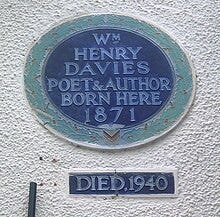 Wm
HENRY
DAVIES
POET & AUTHOR
BORN HERE
1871
DIED, 1940